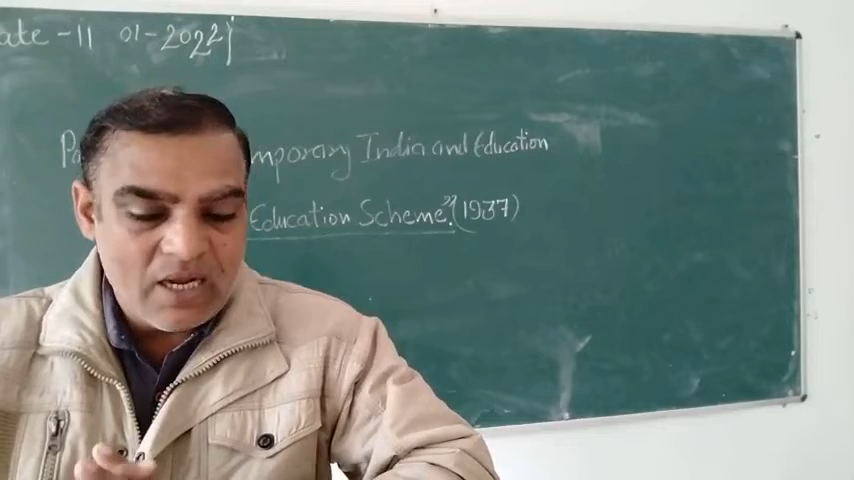 ate - 11 01-2022}
Pa mporary India and Education
Education Scheme." (1937)